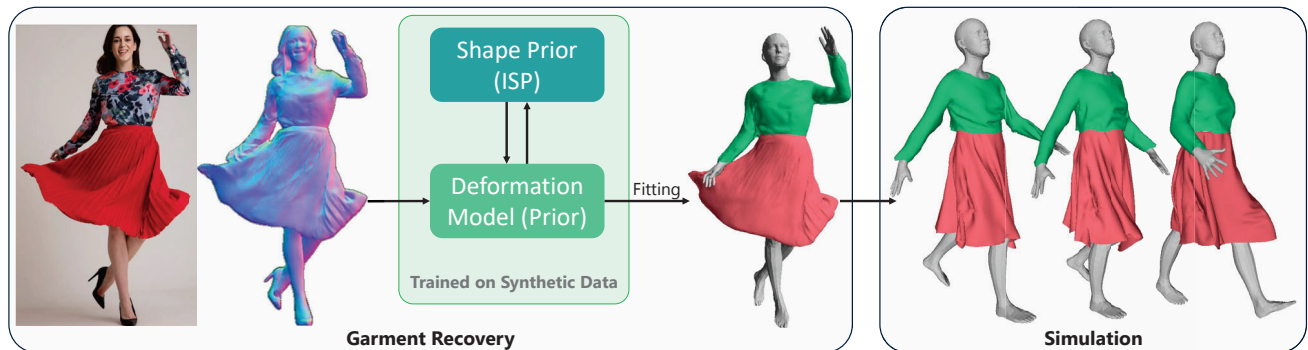 Shape Prior
(ISP)
Deformation
Model (Prior)
Fitting
Trained on Synthetic Data
Garment Recovery
Simulation